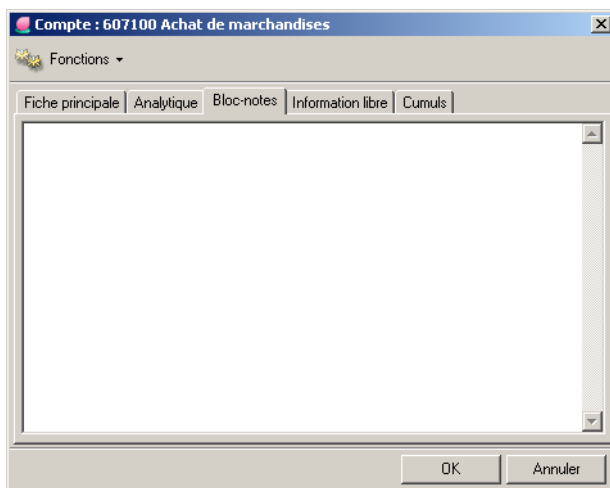 Compte : 607100 Achat de marchandises
Fonctions
Fiche principale Analytique Bloc-notes Information libre Cumuls
OK Annuler